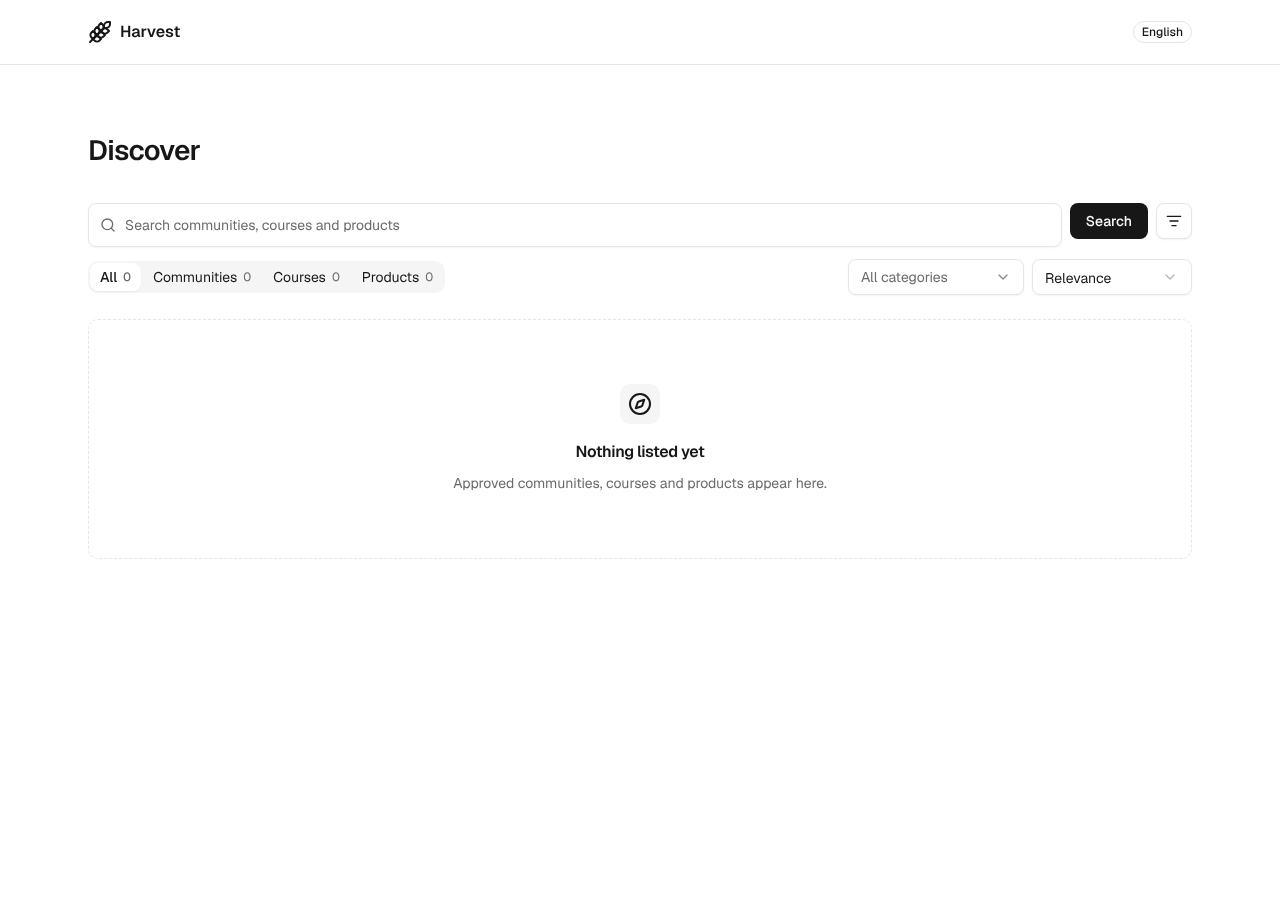 Harvest
English
Discover
Search communities, courses and products
Search
All 0
Communities 0
Courses 0
Products 0
All categories
Relevance
Nothing listed yet
Approved communities, courses and products appear here.